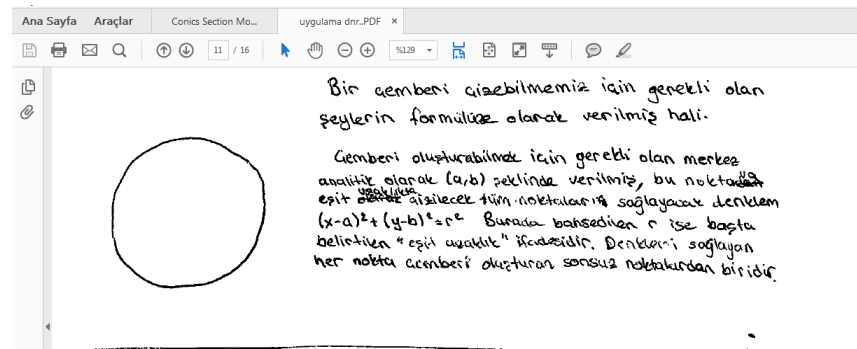 Ana Sayfa Araçlar Conics Section Mo... uygulama dnr..PDF ×
11 / 16 %129
Bir çemberi çizebilmemiz için gerekli olan
şeylerin formülüze olarak verilmiş hali.
Çemberi oluşturabilmek için gerekli olan merkez
analitik olarak (a,b) şeklinde verilmiş, bu noktadan
eşit uzaklıkta çizilecek tüm noktaların sağlayacak denklem
(x-a)²+(y-b)²=r² Burada bahsedilen r ise başta
belirtilen "eşit uzaklık" ifadesidir. Denklemi sağlayan
her nokta çemberi oluşturan sonsuz noktalardan biridir.